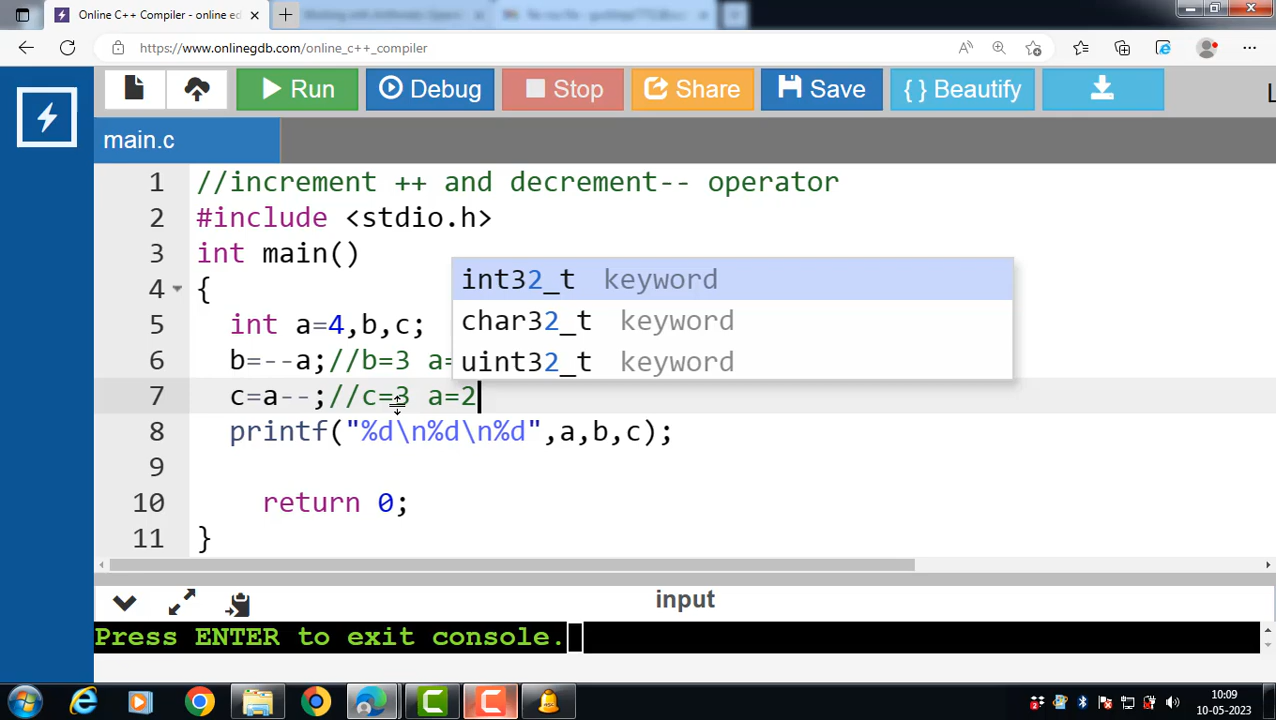 Online C++ Compiler - online ed
https://www.onlinegdb.com/online_c++_compiler
Run Debug Stop Share Save { } Beautify
main.c
1 //increment ++ and decrement-- operator
2 #include <stdio.h>
3 int main()
4 {
5 int a=4,b,c;
6 b=--a;//b=3 a=
7 c=a--;//c=3 a=2
8 printf("%d\n%d\n%d",a,b,c);
9
10 return 0;
11 }
int32_t keyword
char32_t keyword
uint32_t keyword
input
Press ENTER to exit console.
10:09
10-05-2023